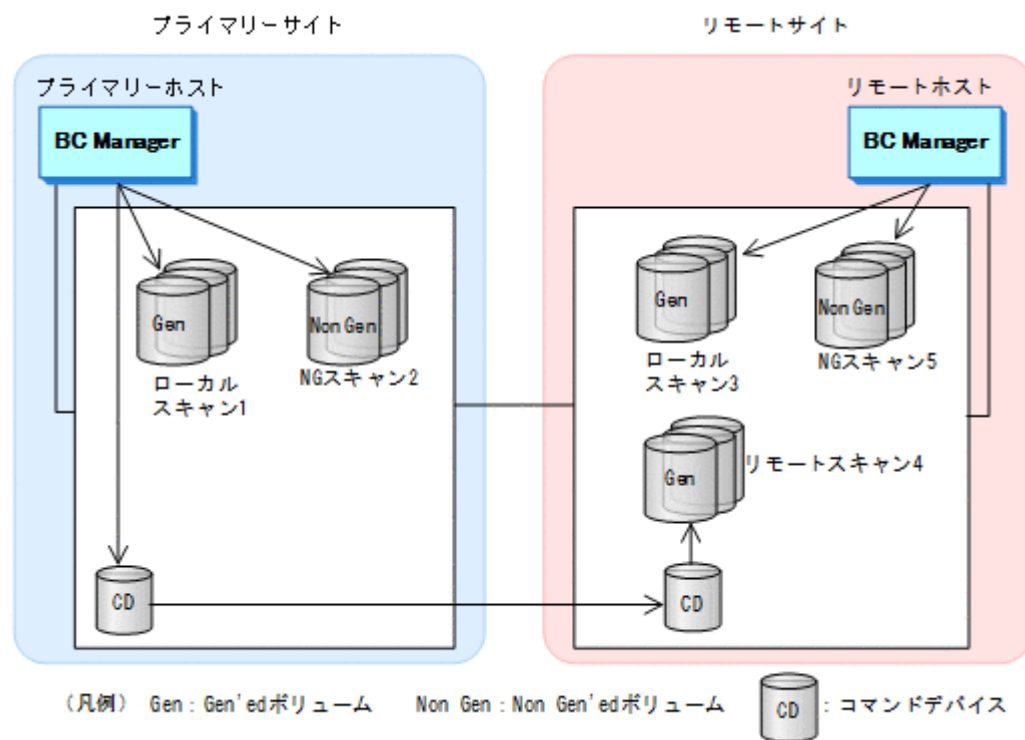 プライマリーサイト
リモートサイト
プライマリーホスト
リモートホスト
BC Manager
BC Manager
Gen
Non Gen
ローカル
スキャン1
NGスキャン2
Gen
Non Gen
ローカル
スキャン3
NGスキャン5
Gen
リモートスキャン4
CD
CD
(凡例) Gen:Gen'edボリューム Non Gen:Non Gen'edボリューム CD:コマンドデバイス